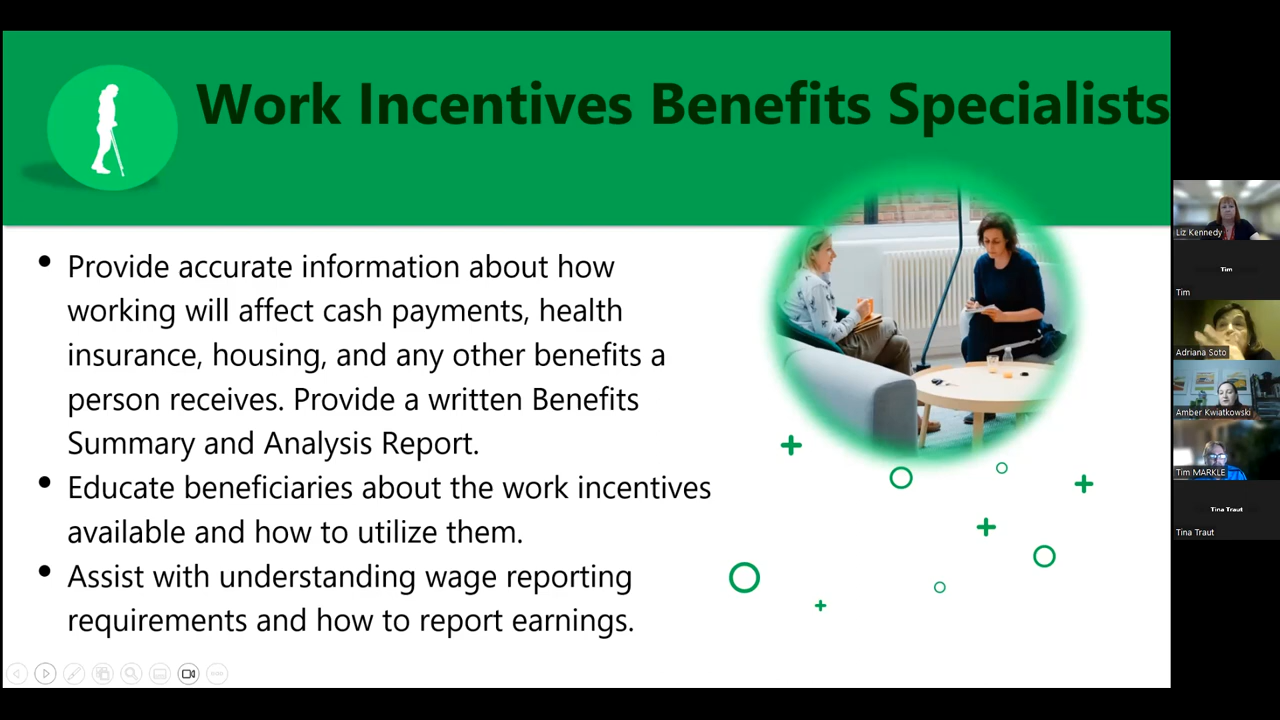 Work Incentives Benefits Specialists
• Provide accurate information about how
working will affect cash payments, health
insurance, housing, and any other benefits a
person receives. Provide a written Benefits
Summary and Analysis Report.
• Educate beneficiaries about the work incentives
available and how to utilize them.
• Assist with understanding wage reporting
requirements and how to report earnings.
Liz Kennedy
Tim
Tim
Adriana Soto
Amber Kwiatkowski
Tim MARKLE
Tina Traut
Tina Traut